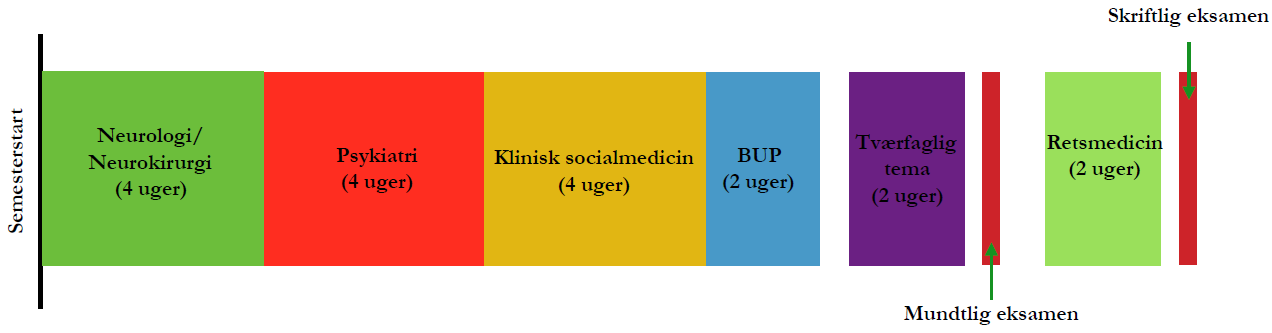 Skriftlig eksamen
Semesterstart
Neurologi/
Neurokirurgi
(4 uger)
Psykiatri
(4 uger)
Klinisk socialmedicin
(4 uger)
BUP
(2 uger)
Tværfaglig
tema
(2 uger)
Retsmedicin
(2 uger)
Mundtlig eksamen